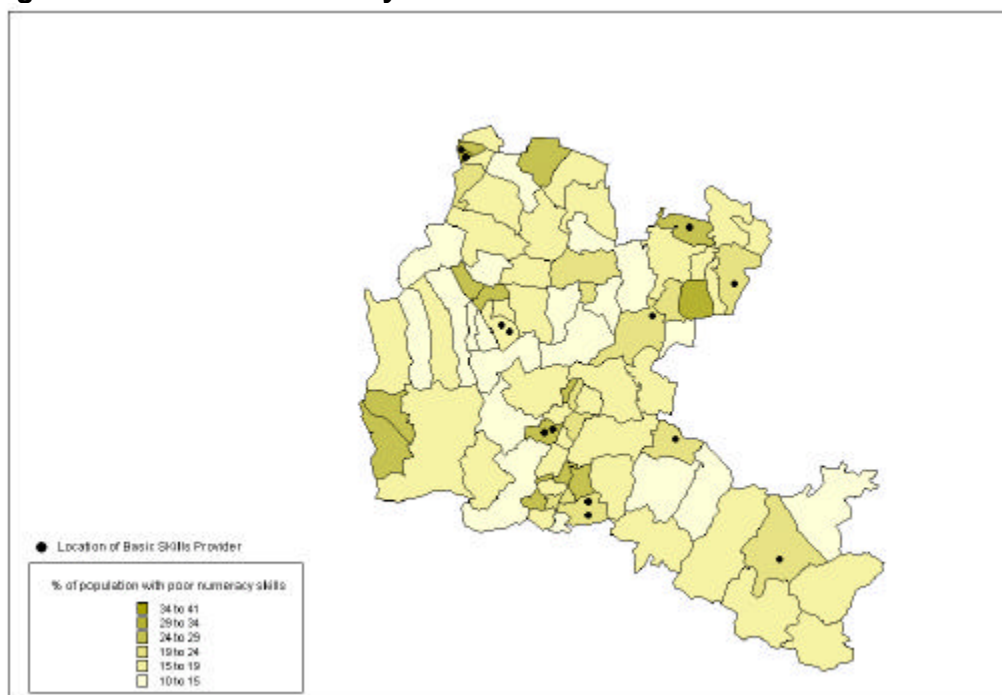 Location of Basic Skills Provider
% of population with poor numeracy skills
34 to 41
29 to 34
24 to 29
19 to 24
15 to 19
10 to 15